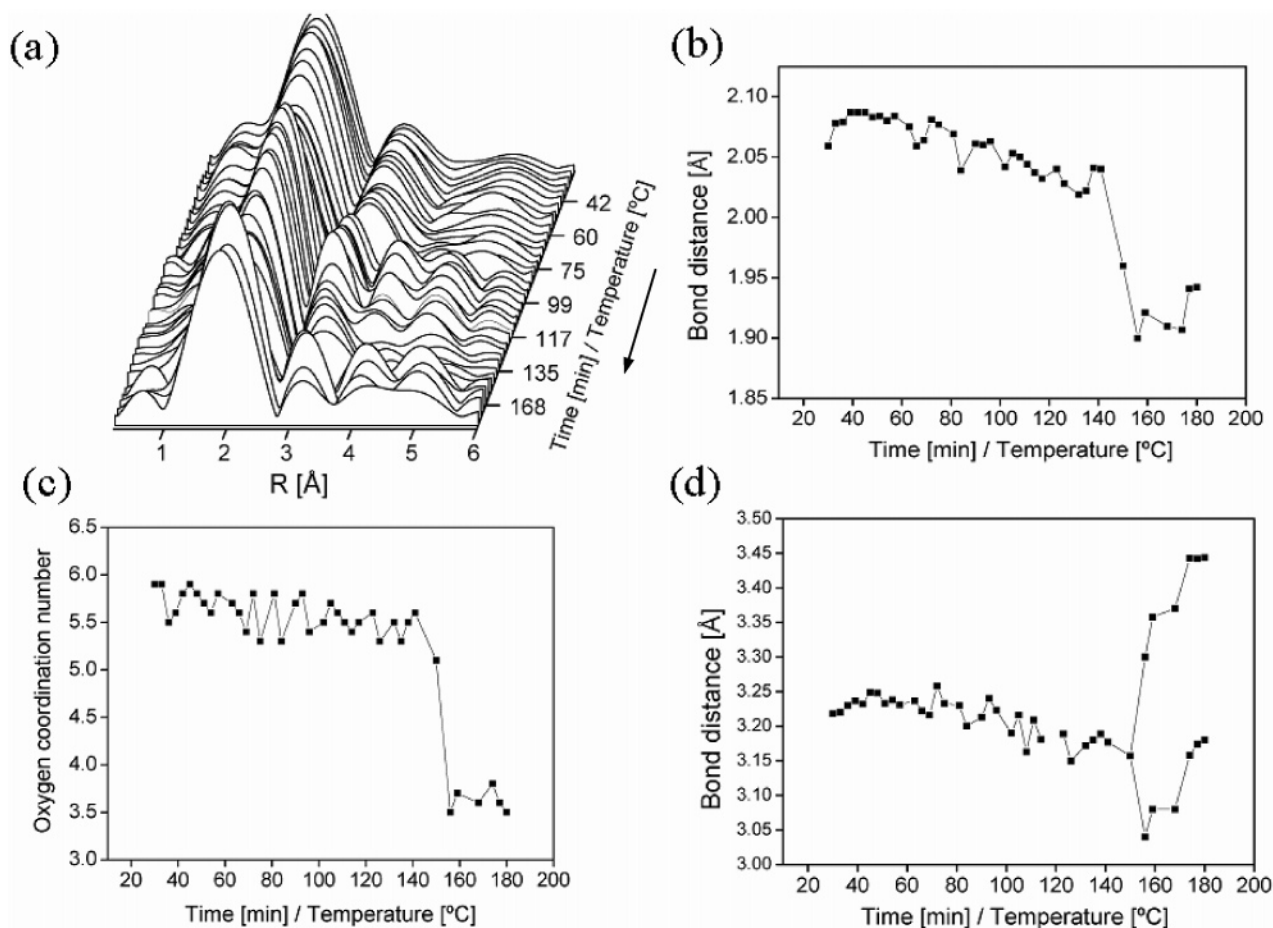 (a)
42
60
75
99
117
135
168
Time [min] / Temperature [ºC]
1 2 3 4 5 6
R [Å]
(b)
2.10
2.05
2.00
1.95
1.90
1.85
Bond distance [Å]
20 40 60 80 100 120 140 160 180 200
Time [min] / Temperature [ºC]
(c)
6.5
6.0
5.5
5.0
4.5
4.0
3.5
3.0
Oxygen coordination number
20 40 60 80 100 120 140 160 180 200
Time [min] / Temperature [ºC]
(d)
3.50
3.45
3.40
3.35
3.30
3.25
3.20
3.15
3.10
3.05
3.00
Bond distance [Å]
20 40 60 80 100 120 140 160 180 200
Time [min] / Temperature [ºC]